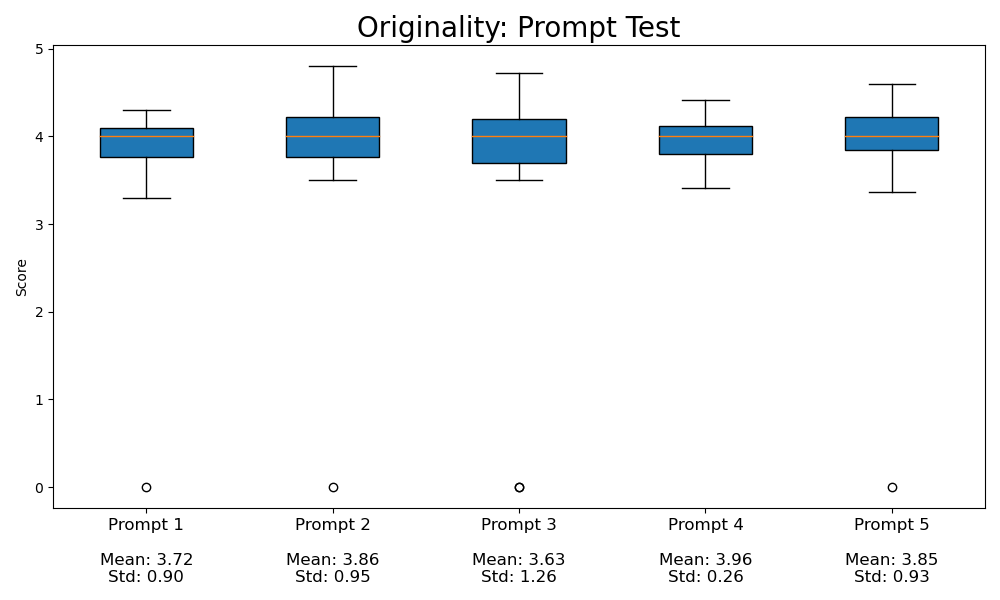 Originality: Prompt Test
5
4
3
2
1
0
Score
Prompt 1 Prompt 2 Prompt 3 Prompt 4 Prompt 5
Mean: 3.72 Mean: 3.86 Mean: 3.63 Mean: 3.96 Mean: 3.85
Std: 0.90 Std: 0.95 Std: 1.26 Std: 0.26 Std: 0.93